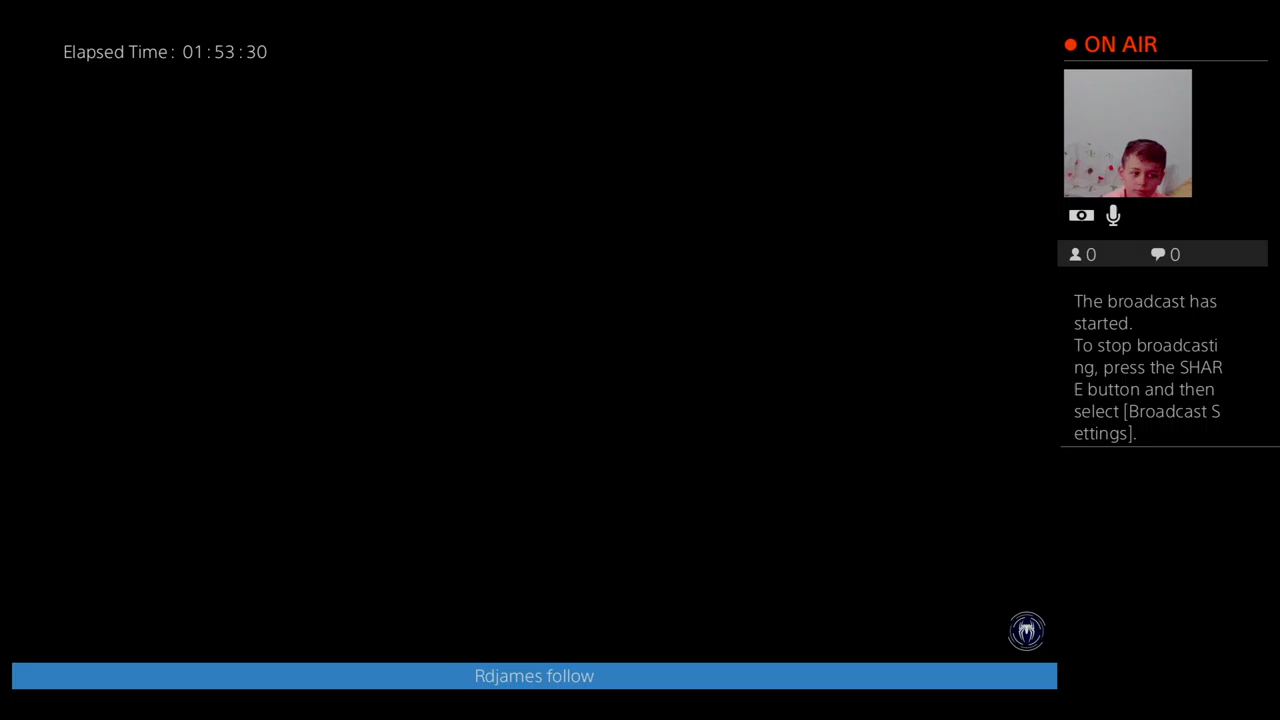 Elapsed Time: 01:53:30
ON AIR
0 0
The broadcast has
started.
To stop broadcasti
ng, press the SHAR
E button and then
select [Broadcast S
ettings].
Rdjames follow